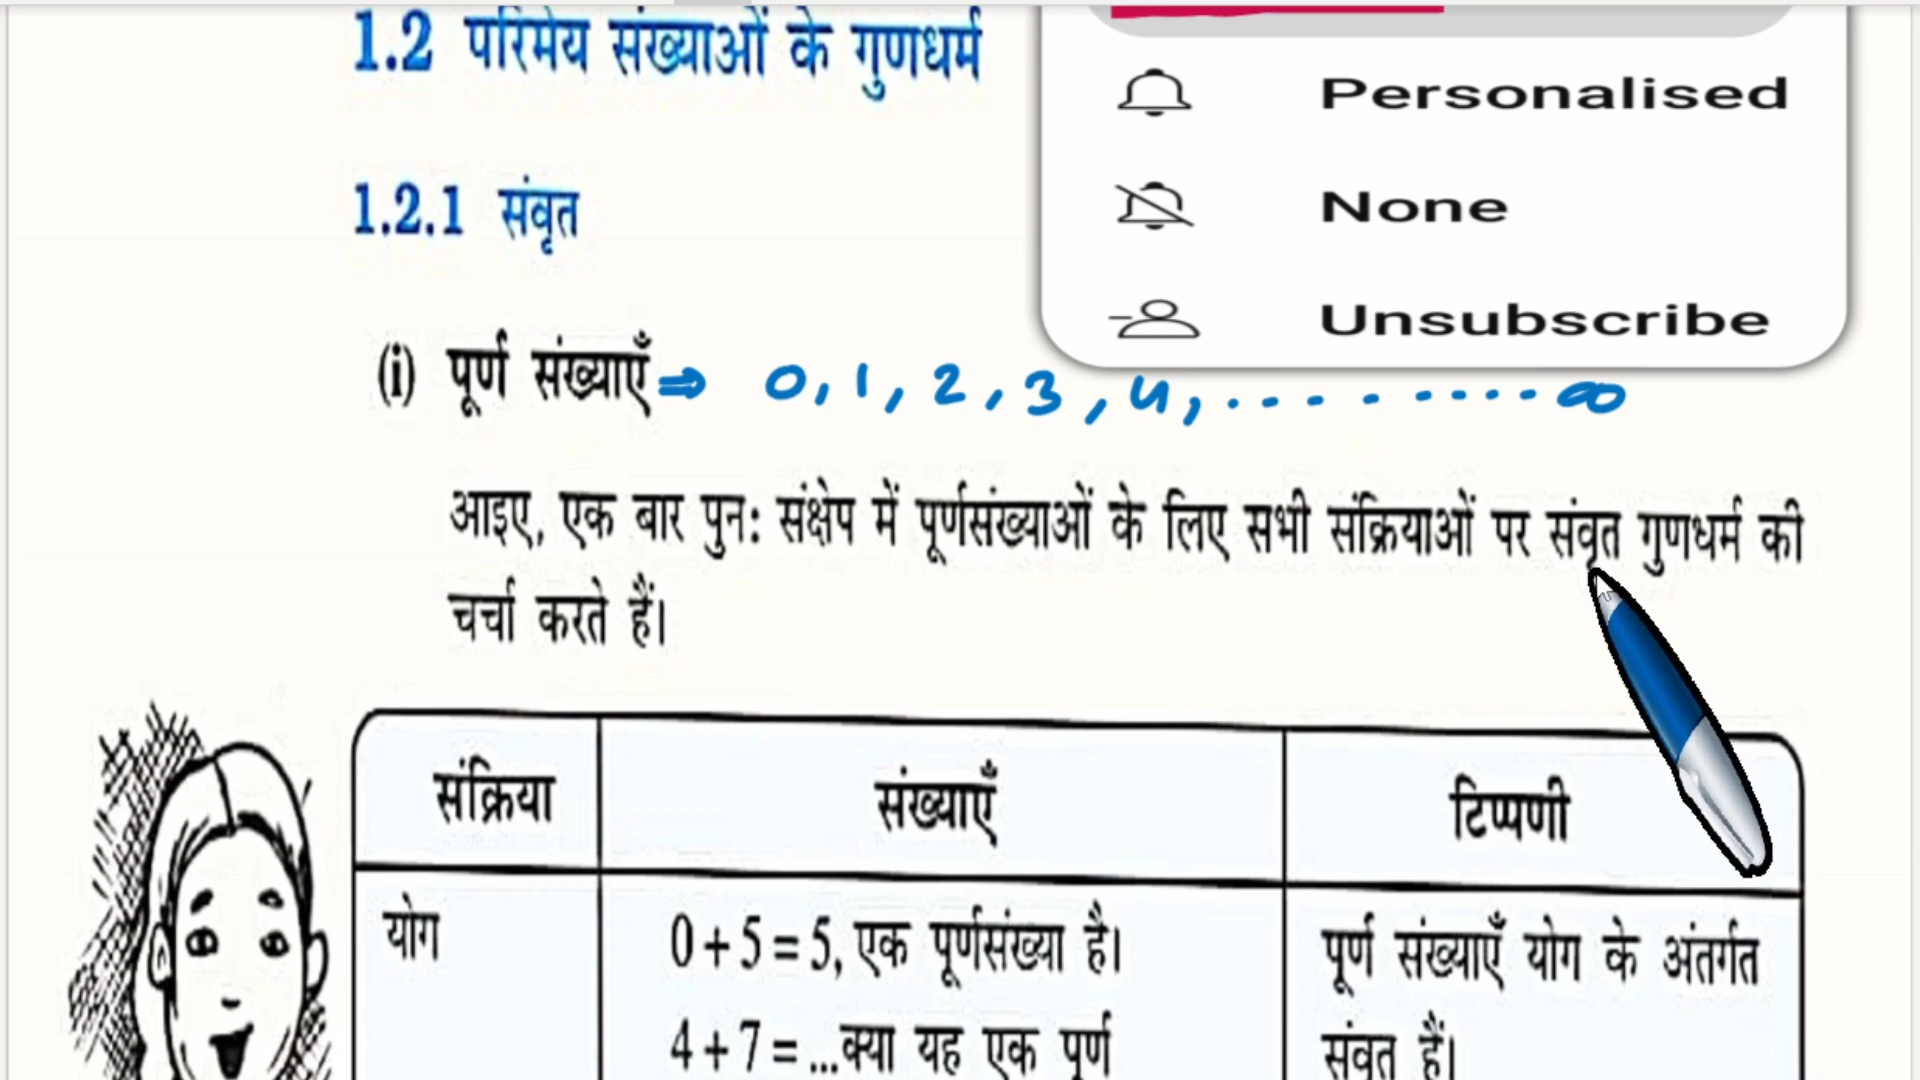 1.2 परिमेय संख्याओं के गुणधर्म
Personalised
1.2.1 संवृत
None
Unsubscribe
(i) पूर्ण संख्याएँ ⇒ 0, 1, 2, 3, 4, ........... ∞
आइए, एक बार पुन: संक्षेप में पूर्णसंख्याओं के लिए सभी संक्रियाओं पर संवृत गुणधर्म की
चर्चा करते हैं।
संक्रिया संख्याएँ टिप्पणी
योग 0 + 5 = 5, एक पूर्णसंख्या है। पूर्ण संख्याएँ योग के अंतर्गत
4 + 7 = ...क्या यह एक पूर्ण संवृत हैं।